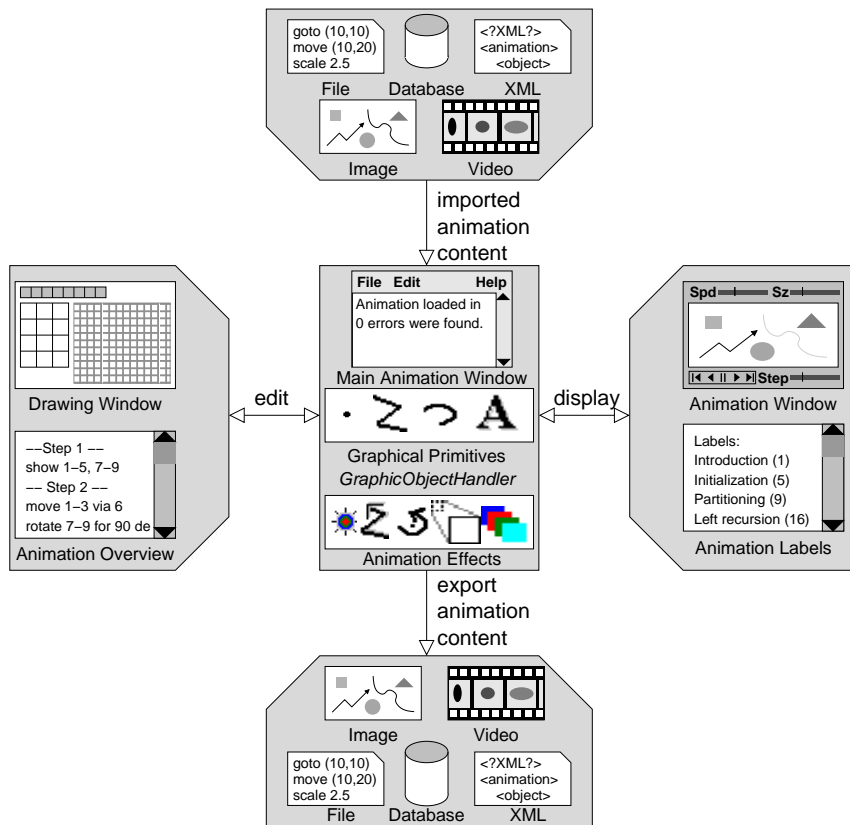 goto (10,10)
move (10,20)
scale 2.5
<?XML?>
<animation>
<object>
File
Database
XML
Image
Video
imported
animation
content
Drawing Window
−−Step 1 −−
show 1−5, 7−9
−− Step 2 −−
move 1−3 via 6
rotate 7−9 for 90 de
Animation Overview
edit
File Edit Help
Animation loaded in
0 errors were found.
Main Animation Window
A
Graphical Primitives
GraphicObjectHandler
Animation Effects
display
Spd Sz
Step
Animation Window
Labels:
Introduction (1)
Initialization (5)
Partitioning (9)
Left recursion (16)
Animation Labels
export
animation
content
Image
Video
goto (10,10)
move (10,20)
scale 2.5
<?XML?>
<animation>
<object>
File
Database
XML